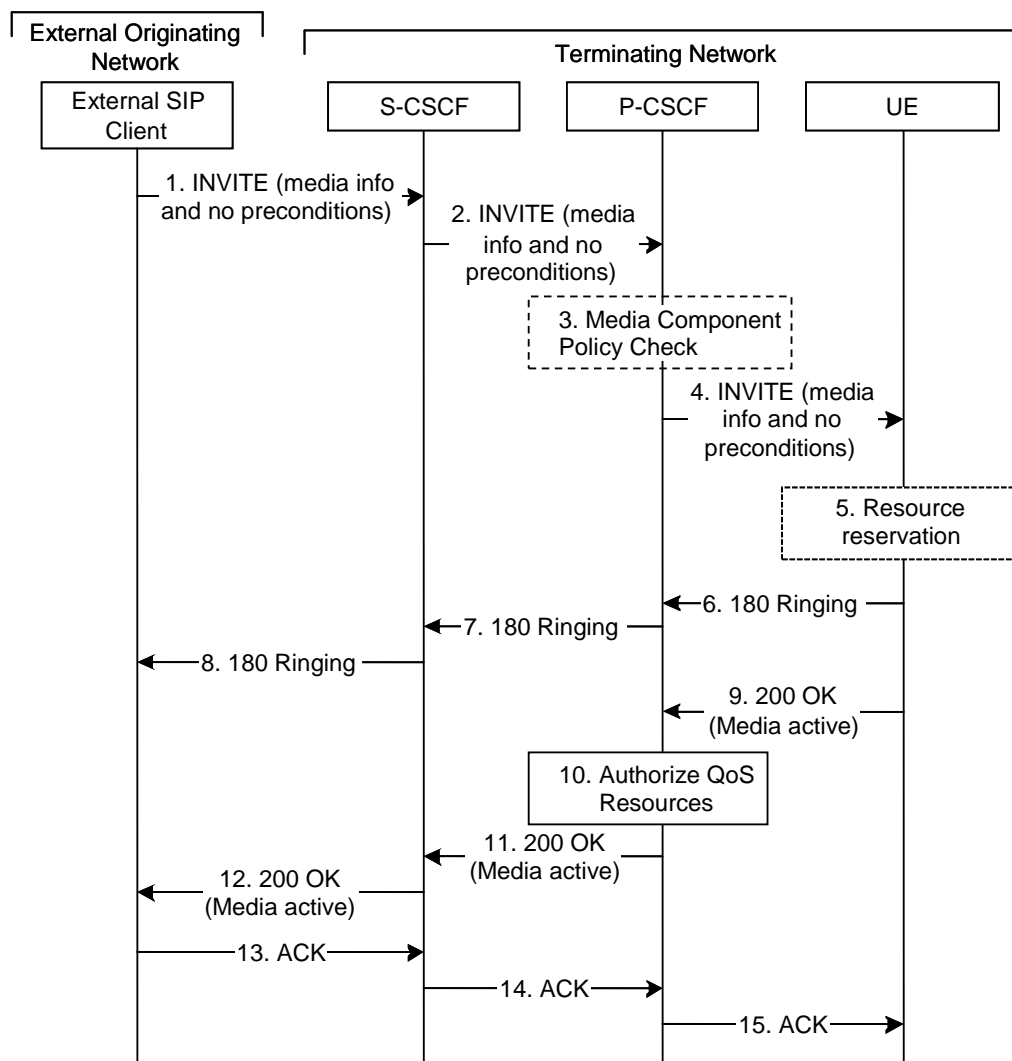 External Originating
Network
Terminating Network
External SIP
Client
S-CSCF
P-CSCF
UE
1. INVITE (media info
and no preconditions)
2. INVITE (media
info and no
preconditions)
3. Media Component
Policy Check
4. INVITE (media
info and no
preconditions)
5. Resource
reservation
6. 180 Ringing
7. 180 Ringing
8. 180 Ringing
9. 200 OK
(Media active)
10. Authorize QoS
Resources
11. 200 OK
(Media active)
12. 200 OK
(Media active)
13. ACK
14. ACK
15. ACK